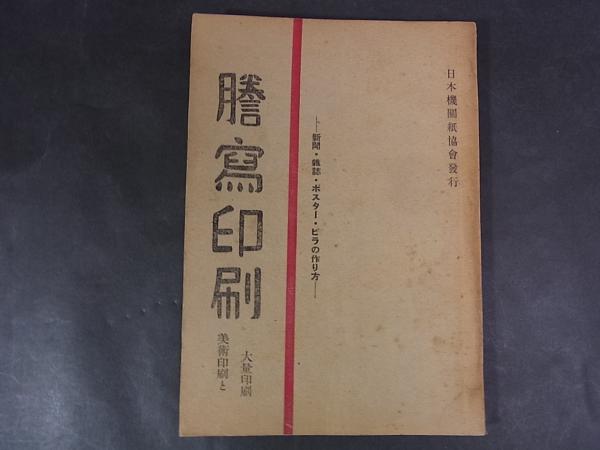 日本機關紙協會發行
―新聞・雜誌・ポスター・ビラの作り方―
謄寫印刷
美術印刷と
大量印刷